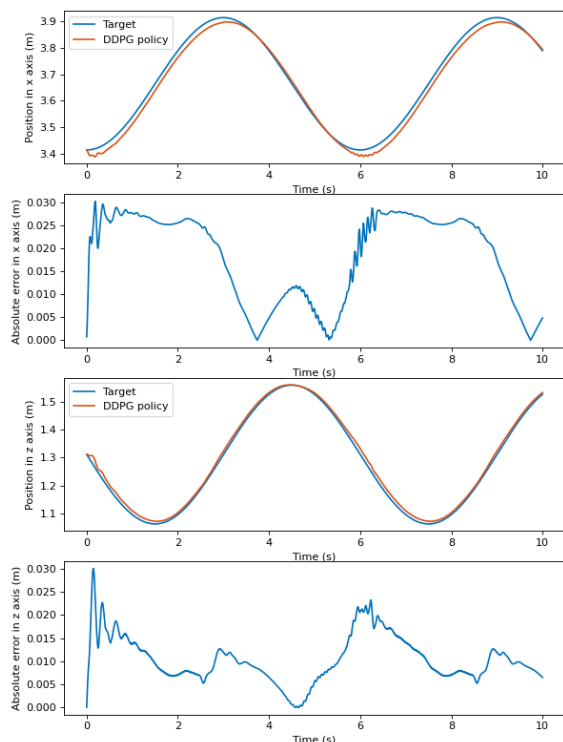 Position in x axis (m)
3.9
3.8
3.7
3.6
3.5
3.4
Target
DDPG policy
0 2 4 6 8 10
Time (s)
Absolute error in x axis (m)
0.030
0.025
0.020
0.015
0.010
0.005
0.000
0 2 4 6 8 10
Time (s)
Position in z axis (m)
1.5
1.4
1.3
1.2
1.1
Target
DDPG policy
0 2 4 6 8 10
Time (s)
Absolute error in z axis (m)
0.030
0.025
0.020
0.015
0.010
0.005
0.000
0 2 4 6 8 10
Time (s)